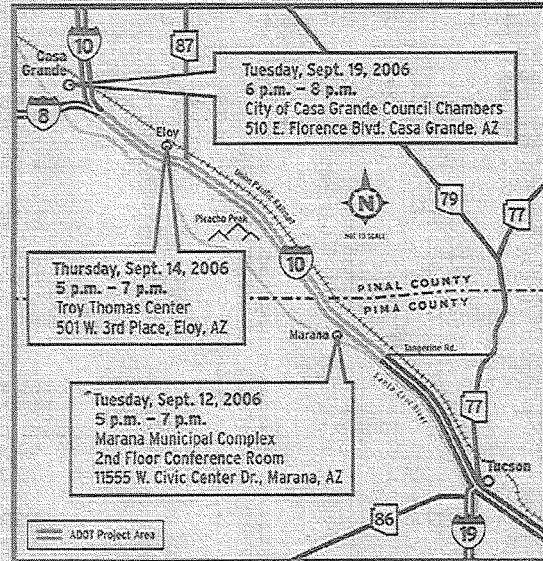 10
87
Casa
Grande
8
Tuesday, Sept. 19, 2006
6 p.m. – 8 p.m.
City of Casa Grande Council Chambers
510 E. Florence Blvd. Casa Grande, AZ
Eloy
Union Pacific Railroad
79
77
N
NOT TO SCALE
Picacho Peak
10
Thursday, Sept. 14, 2006
5 p.m. – 7 p.m.
Troy Thomas Center
501 W. 3rd Place, Eloy, AZ
PINAL COUNTY
PIMA COUNTY
Marana
Tangerine Rd.
Tuesday, Sept. 12, 2006
5 p.m. – 7 p.m.
Marana Municipal Complex
2nd Floor Conference Room
11555 W. Civic Center Dr., Marana, AZ
77
Tucson
86
19
ADOT Project Area